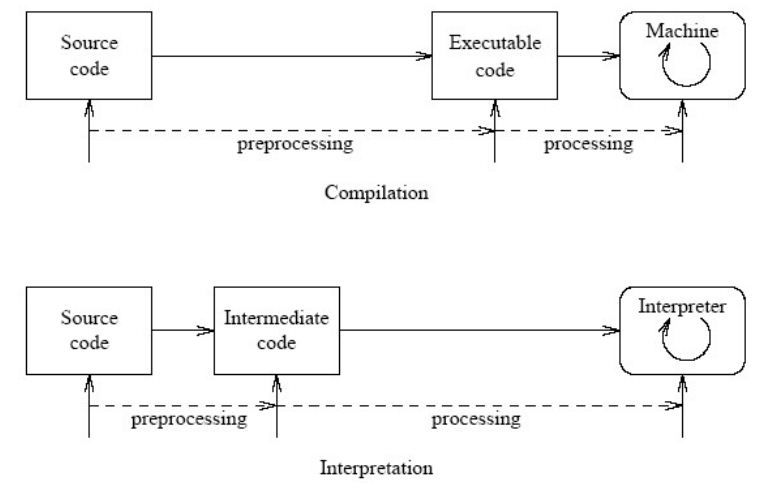 Source
code
Executable
code
Machine
preprocessing
processing
Compilation
Source
code
Intermediate
code
Interpreter
preprocessing
processing
Interpretation